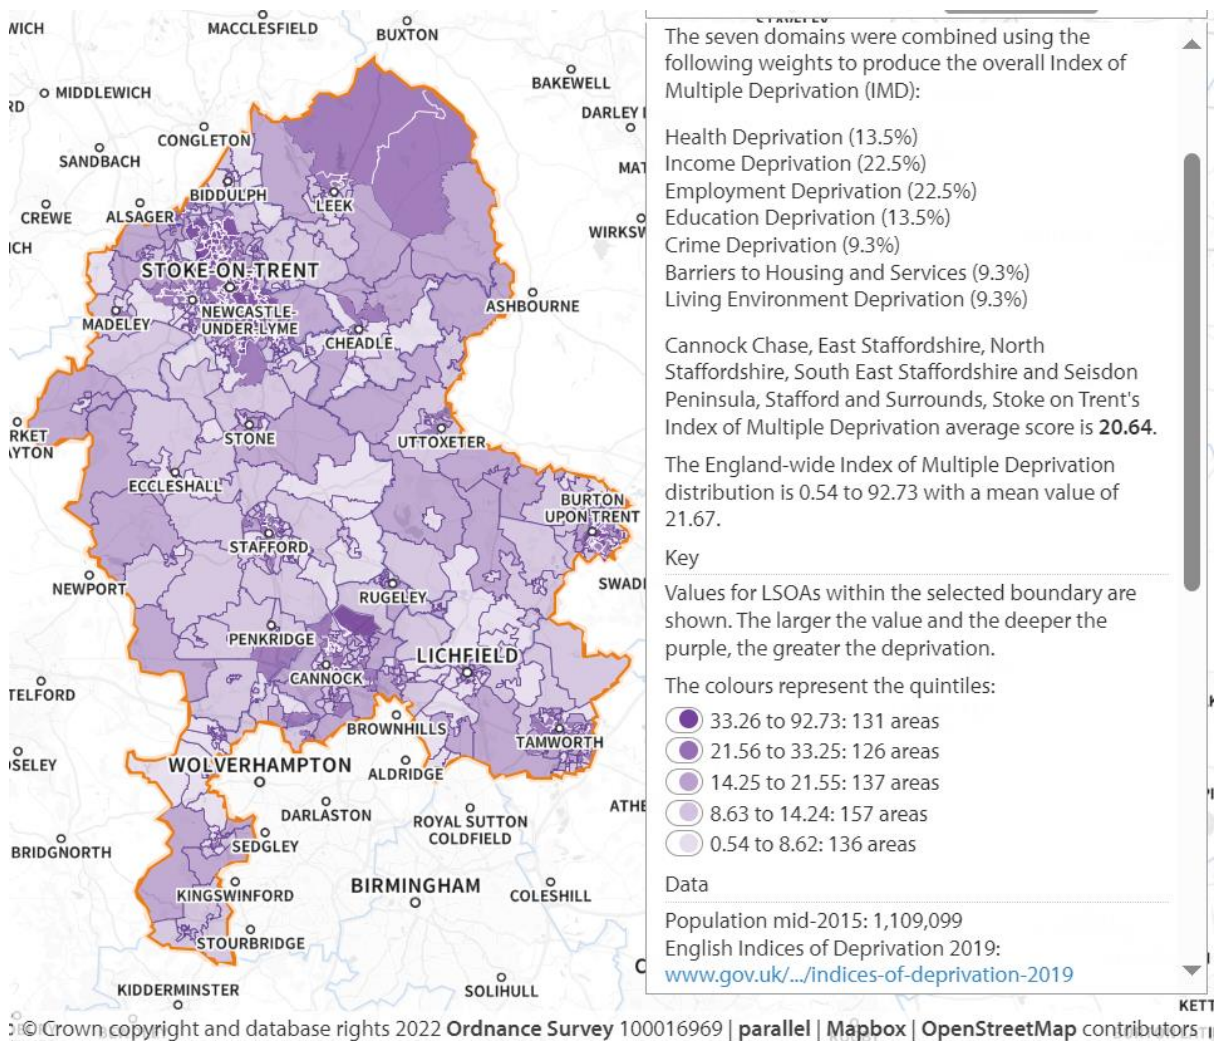 WICH
MACCLESFIELD
BUXTON
BAKEWELL
RD
MIDDLEWICH
DARLEY
CONGLETON
SANDBACH
MAT
BIDDULPH
LEEK
CREWE
ALSAGER
WIRKSW
ICH
STOKE-ON-TRENT
ASHBOURNE
NEWCASTLE-
UNDER-LYME
MADELEY
CHEADLE
RKET
AYTON
STONE
UTTOXETER
ECCLESHALL
BURTON
UPON TRENT
STAFFORD
NEWPORT
RUGELEY
SWADI
PENKRIDGE
LICHFIELD
CANNOCK
TELFORD
BROWNHILLS
TAMWORTH
OSELEY
WOLVERHAMPTON
ALDRIDGE
DARLASTON
ROYAL SUTTON
COLDFIELD
ATHE
BRIDGNORTH
SEDGLEY
KINGSWINFORD
BIRMINGHAM
COLESHILL
STOURBRIDGE
KIDDERMINSTER
SOLIHULL
KETT
The seven domains were combined using the
following weights to produce the overall Index of
Multiple Deprivation (IMD):
Health Deprivation (13.5%)
Income Deprivation (22.5%)
Employment Deprivation (22.5%)
Education Deprivation (13.5%)
Crime Deprivation (9.3%)
Barriers to Housing and Services (9.3%)
Living Environment Deprivation (9.3%)
Cannock Chase, East Staffordshire, North
Staffordshire, South East Staffordshire and Seisdon
Peninsula, Stafford and Surrounds, Stoke on Trent's
Index of Multiple Deprivation average score is 20.64.
The England-wide Index of Multiple Deprivation
distribution is 0.54 to 92.73 with a mean value of
21.67.
Key
Values for LSOAs within the selected boundary are
shown. The larger the value and the deeper the
purple, the greater the deprivation.
The colours represent the quintiles:
33.26 to 92.73: 131 areas
21.56 to 33.25: 126 areas
14.25 to 21.55: 137 areas
8.63 to 14.24: 157 areas
0.54 to 8.62: 136 areas
Data
Population mid-2015: 1,109,099
English Indices of Deprivation 2019:
www.gov.uk/.../indices-of-deprivation-2019
© Crown copyright and database rights 2022 Ordnance Survey 100016969 | parallel | Mapbox | OpenStreetMap contributors